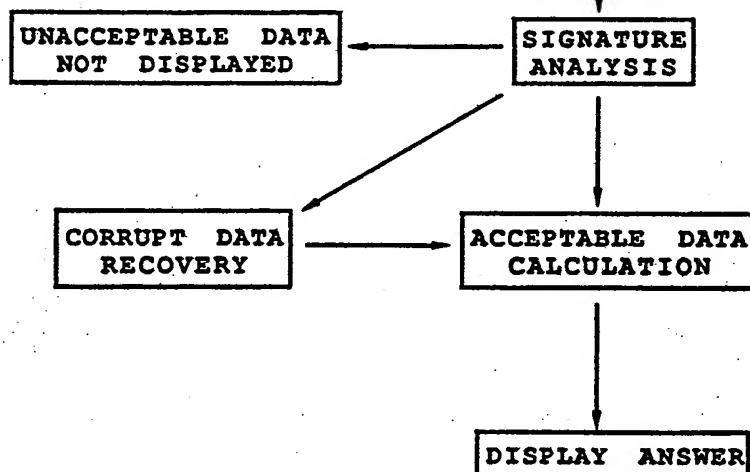 UNACCEPTABLE DATA
NOT DISPLAYED
SIGNATURE
ANALYSIS
CORRUPT DATA
RECOVERY
ACCEPTABLE DATA
CALCULATION
DISPLAY ANSWER